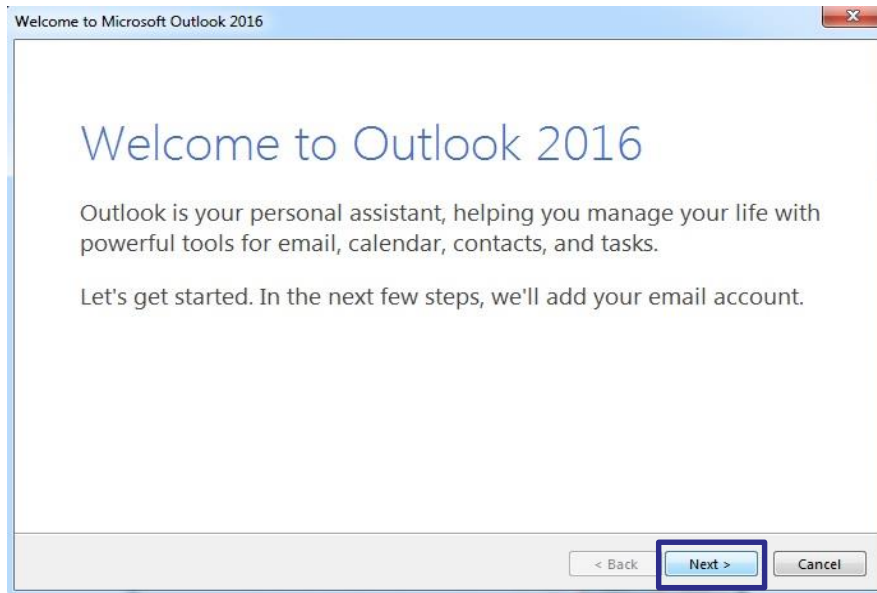 Welcome to Microsoft Outlook 2016
Welcome to Outlook 2016
Outlook is your personal assistant, helping you manage your life with
powerful tools for email, calendar, contacts, and tasks.
Let's get started. In the next few steps, we'll add your email account.
< Back Next > Cancel